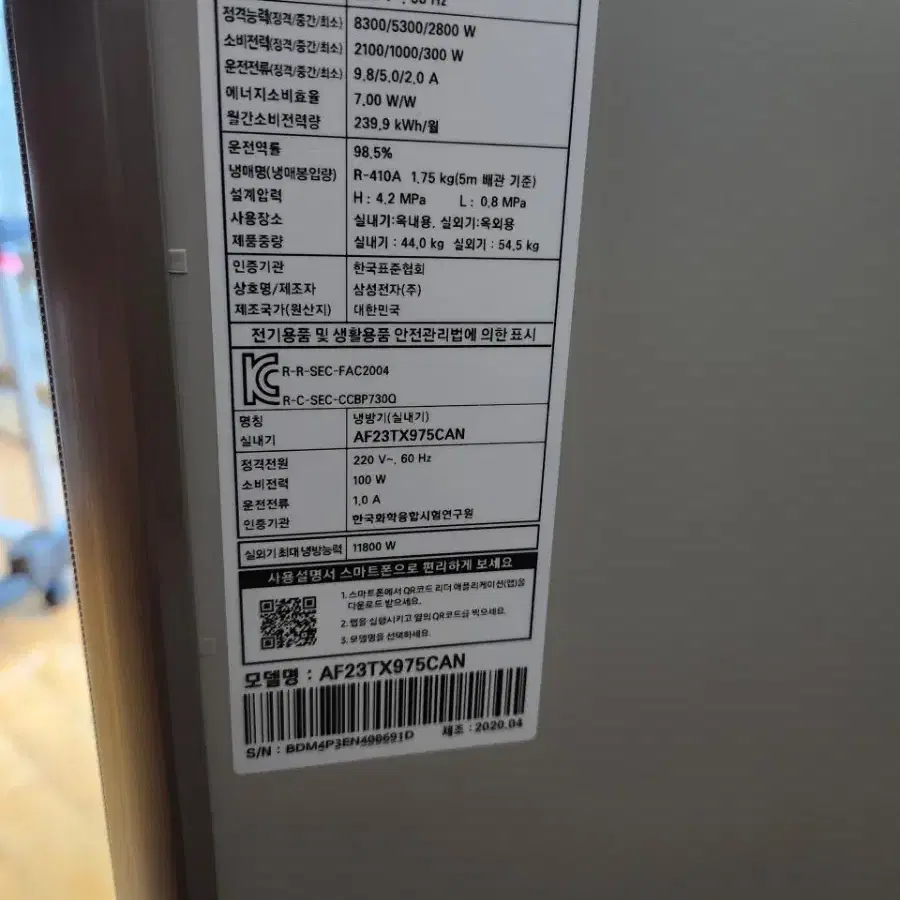 60 Hz
정격능력(정격/중간/최소) 8300/5300/2800 W
소비전력(정격/중간/최소) 2100/1000/300 W
운전전류(정격/중간/최소) 9.8/5.0/2.0 A
에너지소비효율 7.00 W/W
월간소비전력량 239.9 kWh/월
운전역률 98.5%
냉매명(냉매봉입량) R-410A 1.75 kg(5m 배관 기준)
설계압력 H : 4.2 MPa L : 0.8 MPa
사용장소 실내기:옥내용, 실외기:옥외용
제품중량 실내기 : 44.0 kg 실외기 : 54.5 kg
인증기관 한국표준협회
상호명/제조자 삼성전자(주)
제조국가(원산지) 대한민국
전기용품 및 생활용품 안전관리법에 의한 표시
R-R-SEC-FAC2004
R-C-SEC-CCBP730Q
명칭 냉방기(실내기)
실내기 AF23TX975CAN
정격전원 220 V~, 60 Hz
소비전력 100 W
운전전류 1.0 A
인증기관 한국화학융합시험연구원
실외기 최대 냉방능력 11800 W
사용설명서 스마트폰으로 편리하게 보세요
1. 스마트폰에서 QR코드 리더 애플리케이션(앱)을
다운로드 받으세요.
2. 앱을 실행시키고 옆의 QR코드를 찍으세요.
3. 모델명을 선택하세요.
모델명 : AF23TX975CAN
S/N : BDM4P3EN400691D 제조 : 2020.04